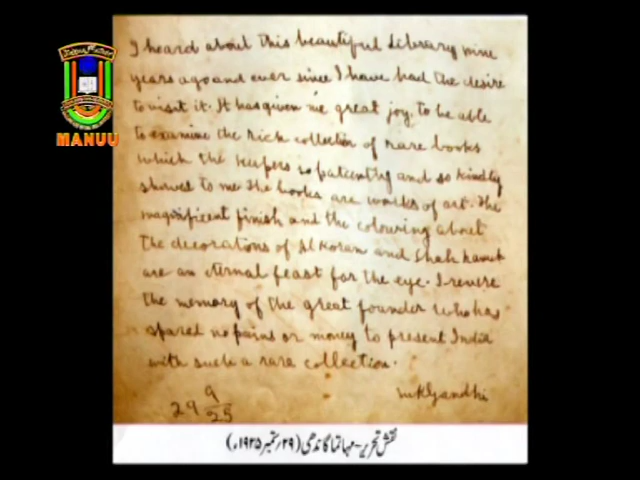 I heard about this beautiful Library nine
years ago and ever since I have had the desire
to visit it. It has given me great joy to be able
to examine the rich collection of rare books
which the keepers so patiently and so kindly
showed to me. The books are works of art. The
magnificent finish and the colouring about
the decorations of Al Koran and Shah Namah
are an eternal feast for the eye. I revere
the memory of the great founder who has
spared no pains or money to present India
with such a rare collection.
MKGandhi
29 9/25
نقش تحریر - مہاتما گاندھی (۲۹؍ستمبر ۱۹۲۵ء)
MANUU